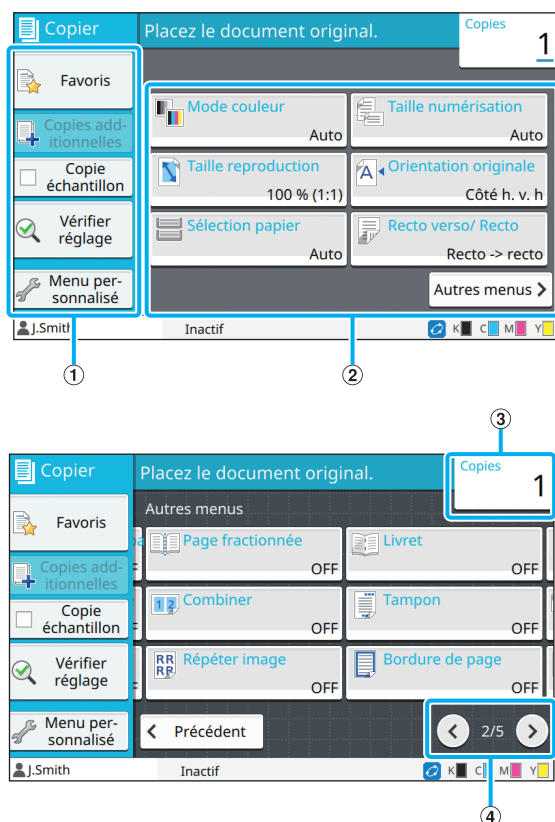 Copier
Placez le document original.
Copies
1
Favoris
Copies add-
itionnelles
Copie
échantillon
Vérifier
réglage
Menu per-
sonnalisé
Mode couleur
Auto
Taille numérisation
Auto
Taille reproduction
100 % (1:1)
A
Orientation originale
Côté h. v. h
Sélection papier
Auto
Recto verso/ Recto
Recto -> recto
Autres menus
J.Smith
Inactif
K C M Y
1
2
3
Copier
Placez le document original.
Copies
1
Favoris
Copies add-
itionnelles
Copie
échantillon
Vérifier
réglage
Menu per-
sonnalisé
Autres menus
Page fractionnée
OFF
Livret
OFF
1 2
Combiner
OFF
Tampon
OFF
RR
RR
Répéter image
OFF
Bordure de page
OFF
Précédent
2/5
J.Smith
Inactif
K C M Y
4